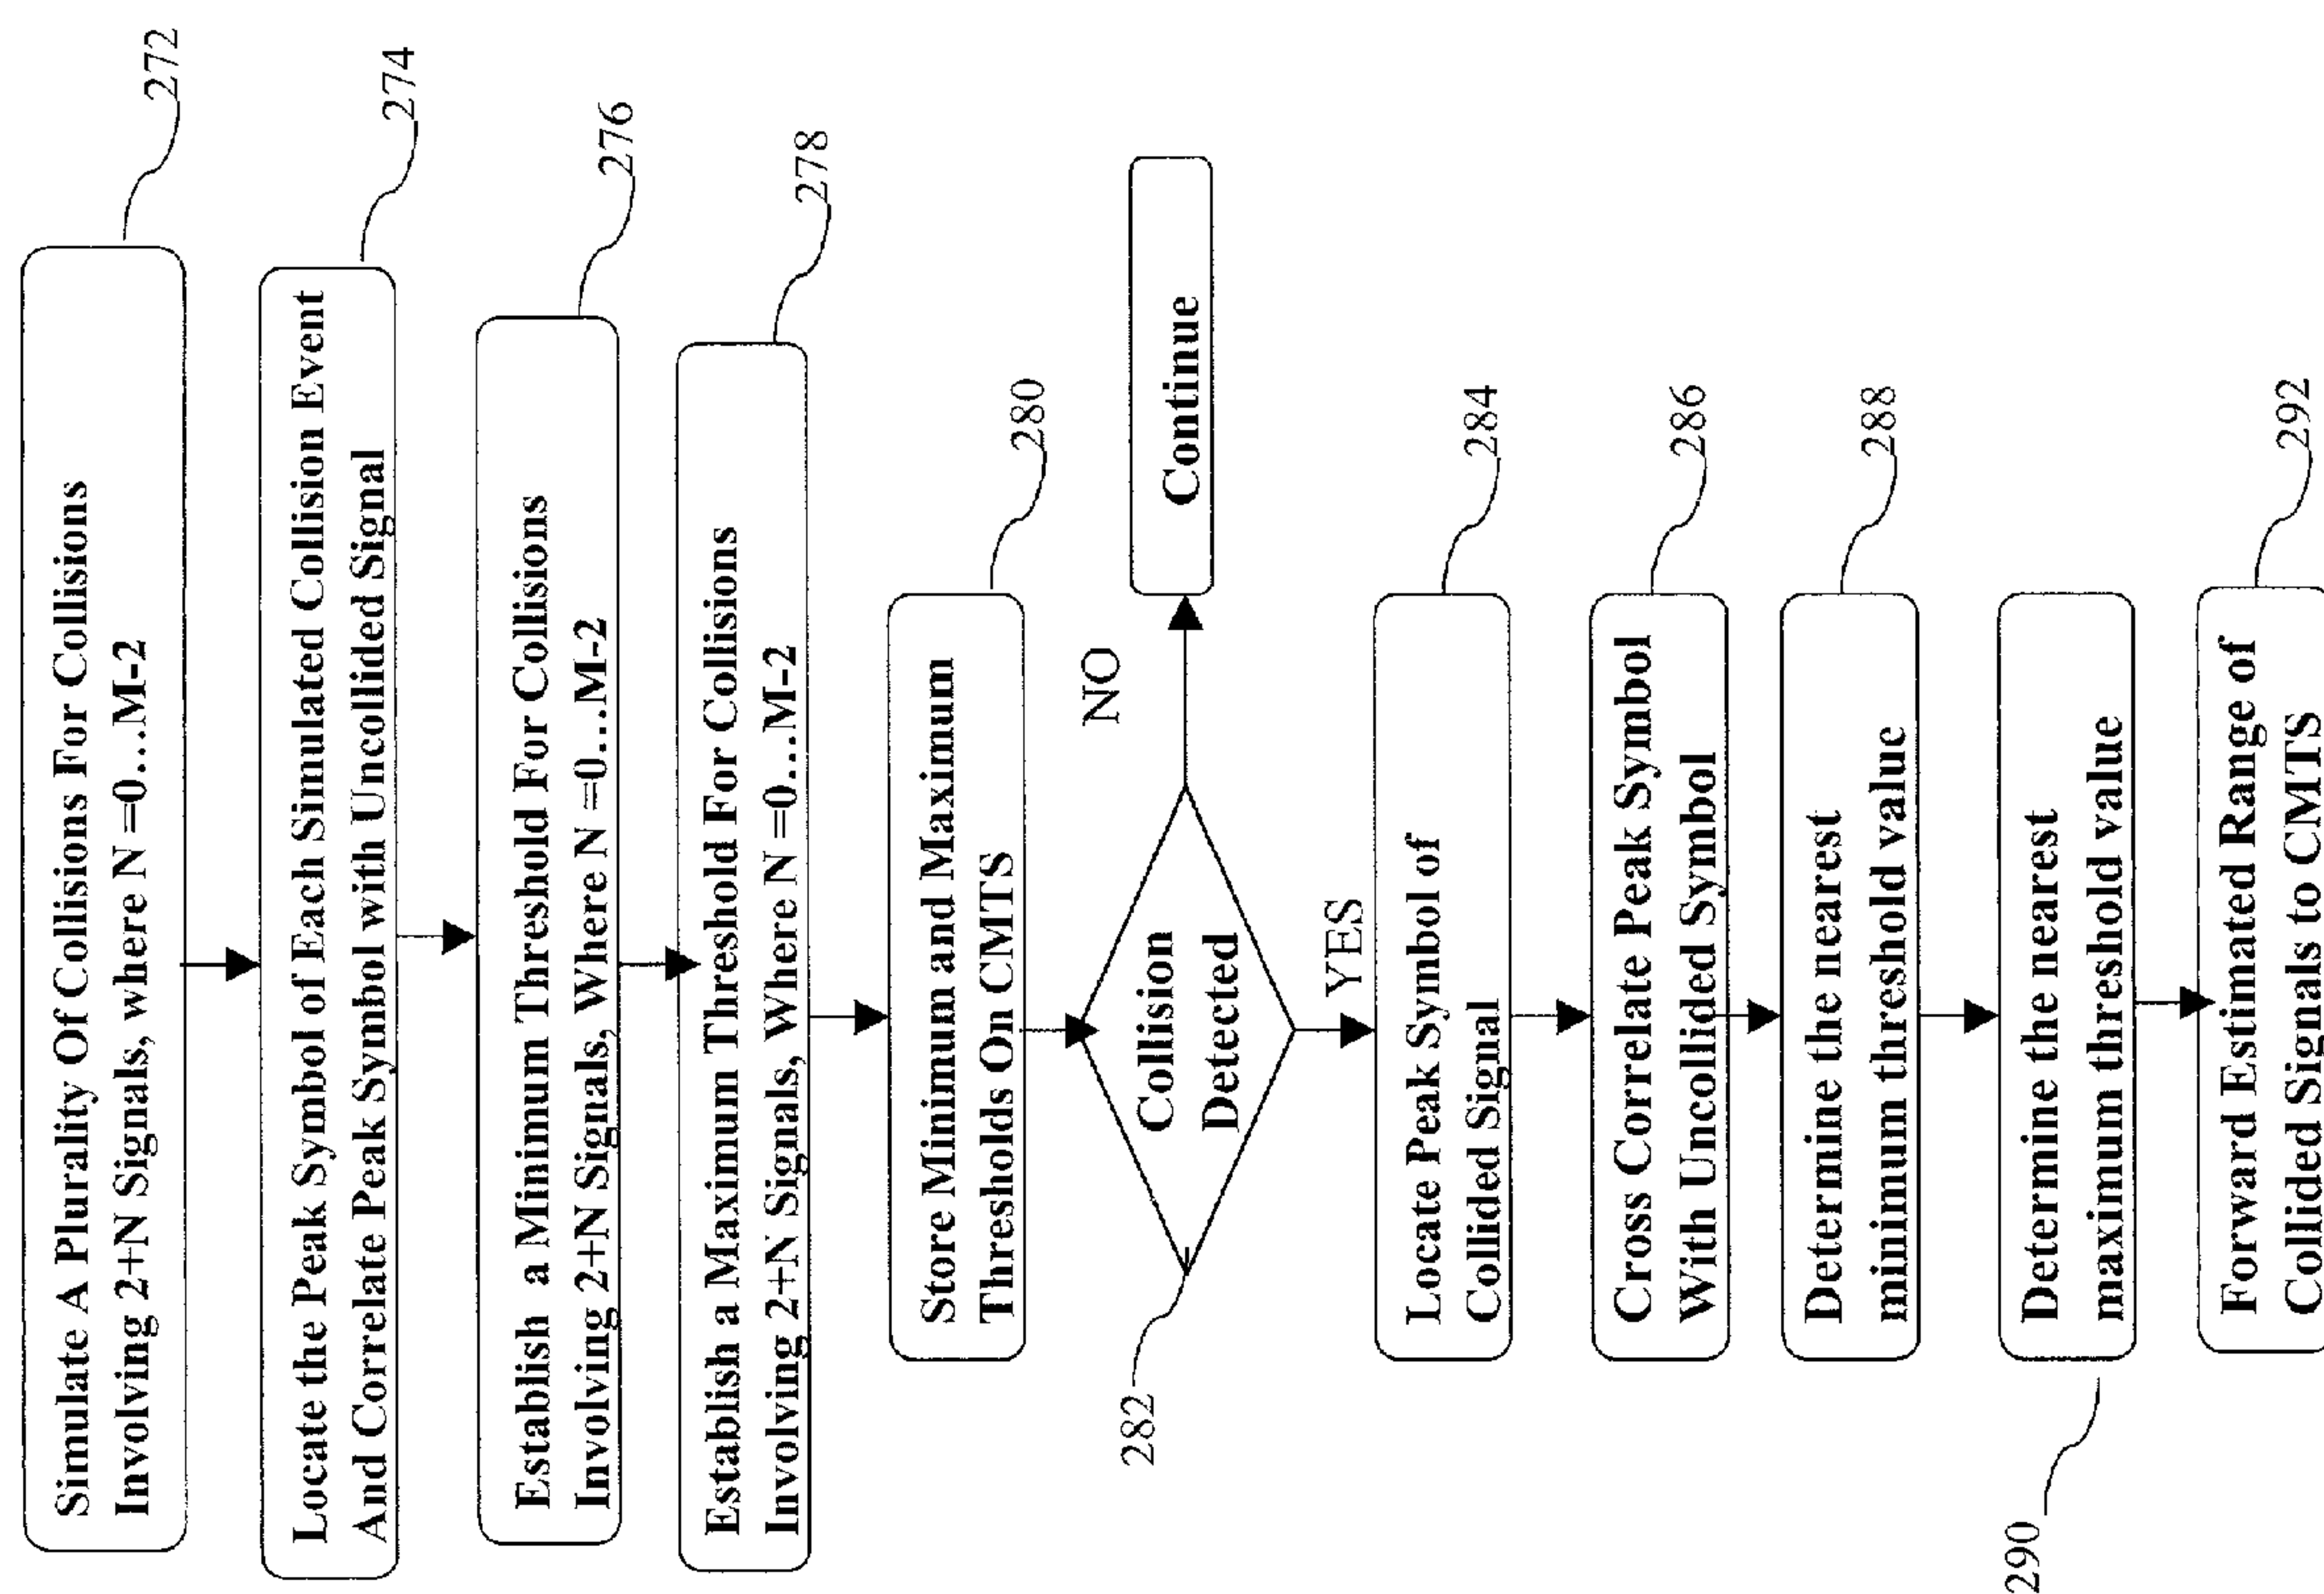 Simulate A Plurality Of Collisions For Collisions
Involving 2+N Signals, where N =0...M-2
272
Locate the Peak Symbol of Each Simulated Collision Event
And Correlate Peak Symbol with Uncollided Signal
274
Establish a Minimum Threshold For Collisions
Involving 2+N Signals, Where N =0...M-2
276
Establish a Maximum Threshold For Collisions
Involving 2+N Signals, Where N =0...M-2
278
Store Minimum and Maximum
Thresholds On CMTS
280
Collision
Detected
282
NO
Continue
YES
Locate Peak Symbol of
Collided Signal
284
Cross Correlate Peak Symbol
With Uncollided Symbol
286
Determine the nearest
minimum threshold value
288
Determine the nearest
maximum threshold value
290
Forward Estimated Range of
Collided Signals to CMTS
292